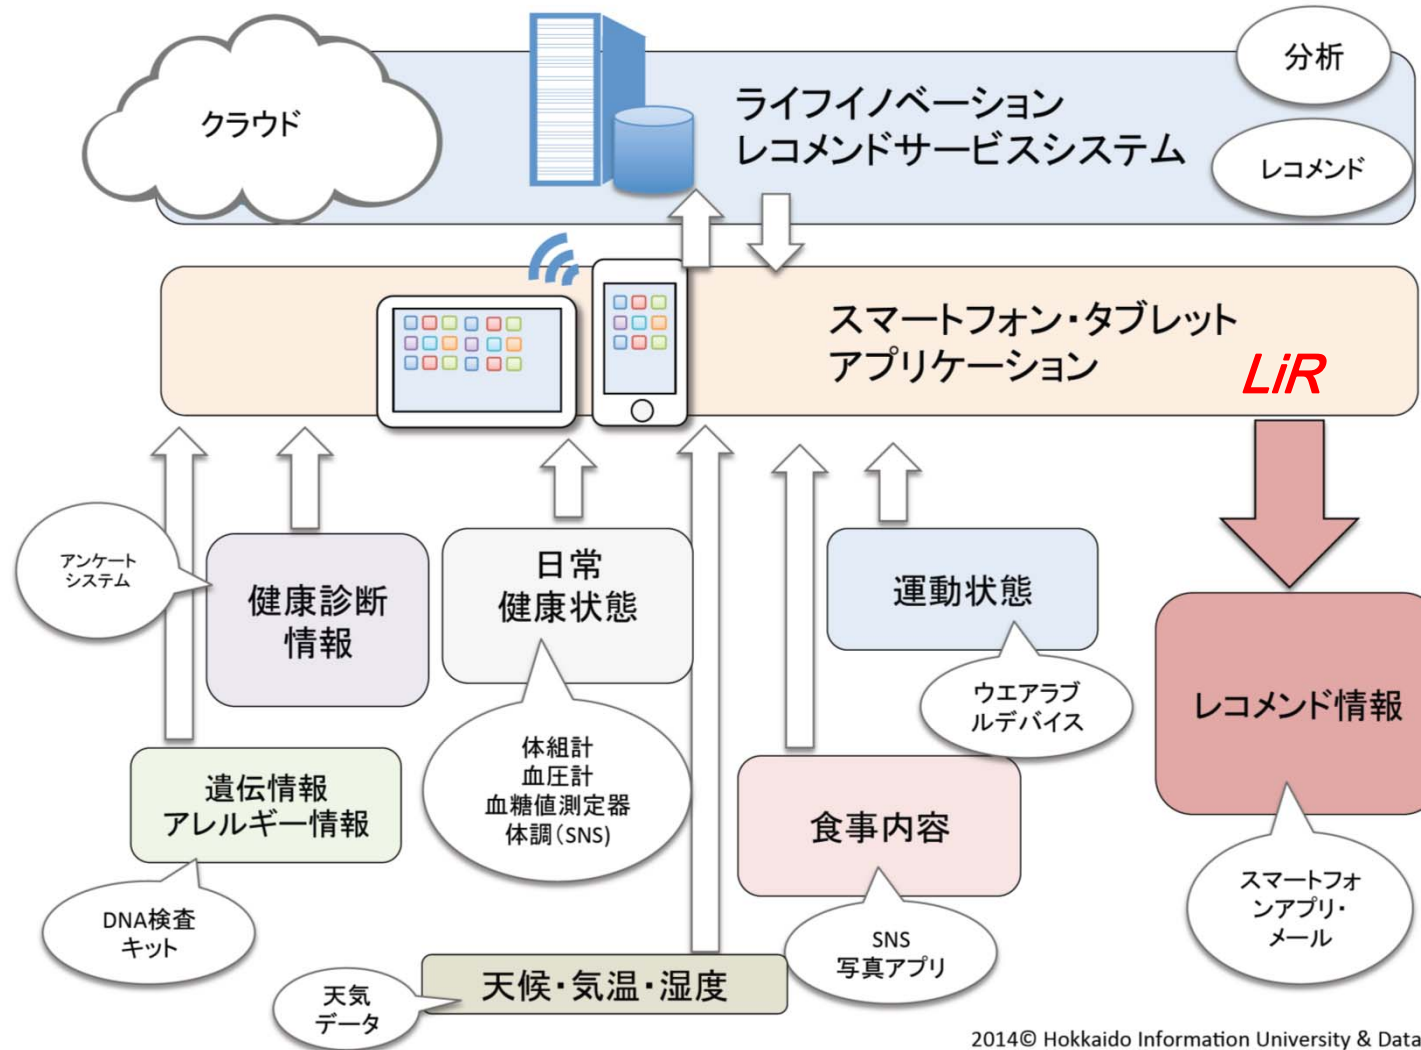 クラウド
ライフイノベーション
レコメンドサービスシステム
分析
レコメンド
スマートフォン・タブレット
アプリケーション
LiR
アンケート
システム
健康診断
情報
日常
健康状態
運動状態
ウエアラブ
ルデバイス
レコメンド情報
体組計
血圧計
血糖値測定器
体調（SNS)
遺伝情報
アレルギー情報
食事内容
DNA検査
キット
SNS
写真アプリ
スマートフォ
ンアプリ・
メール
天気
データ
天候・気温・湿度
2014© Hokkaido Information University & Data